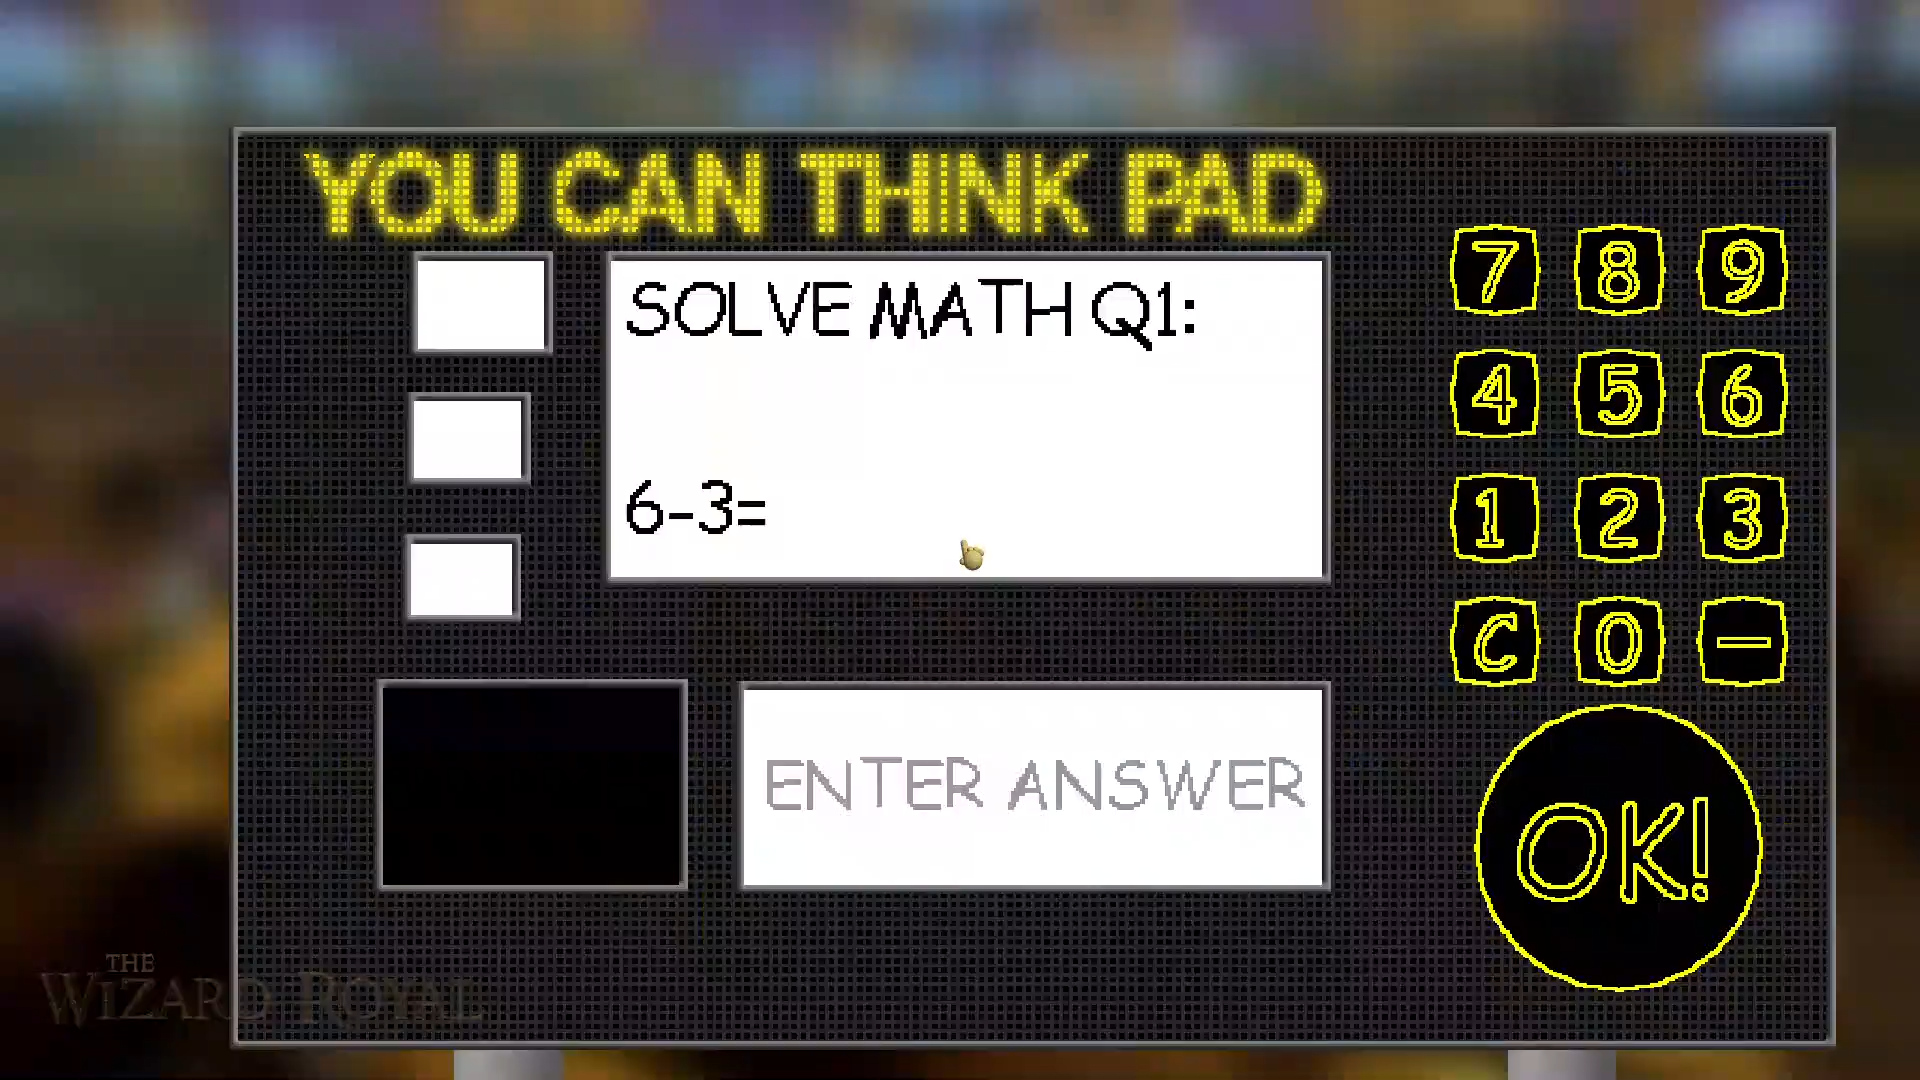 YOU CAN THINK PAD
SOLVE MATH Q1:
6-3=
7 8 9
4 5 6
1 2 3
C 0 -
ENTER ANSWER
OK!
THE
WIZARD ROYAL